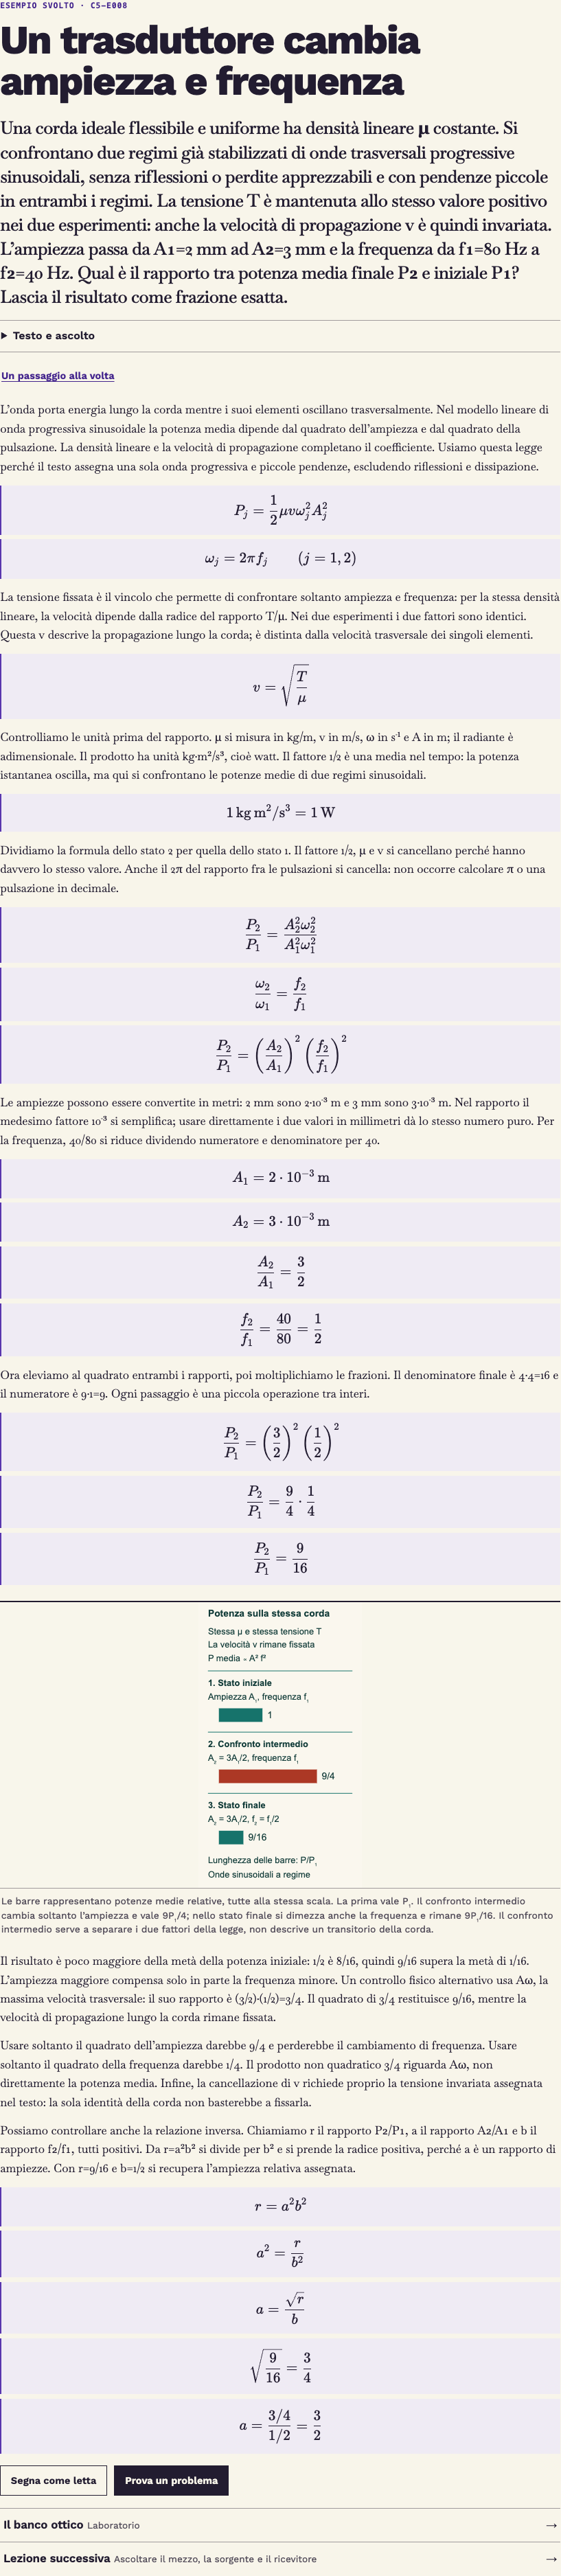 ESEMPIO SVOLTO · C5-E008
Un trasduttore cambia
ampiezza e frequenza
Una corda ideale flessibile e uniforme ha densità lineare μ costante. Si
confrontano due regimi già stabilizzati di onde trasversali progressive
sinusoidali, senza riflessioni o perdite apprezzabili e con pendenze piccole
in entrambi i regimi. La tensione T è mantenuta allo stesso valore positivo
nei due esperimenti: anche la velocità di propagazione v è quindi invariata.
L’ampiezza passa da A1=2 mm ad A2=3 mm e la frequenza da f1=80 Hz a
f2=40 Hz. Qual è il rapporto tra potenza media finale P2 e iniziale P1?
Lascia il risultato come frazione esatta.
▶ Testo e ascolto
Un passaggio alla volta
L’onda porta energia lungo la corda mentre i suoi elementi oscillano trasversalmente. Nel modello lineare di
onda progressiva sinusoidale la potenza media dipende dal quadrato dell’ampiezza e dal quadrato della
pulsazione. La densità lineare e la velocità di propagazione completano il coefficiente. Usiamo questa legge
perché il testo assegna una sola onda progressiva e piccole pendenze, escludendo riflessioni e dissipazione.
P_j = 1/2 μvω_j² A_j²
ω_j = 2πf_j (j = 1, 2)
La tensione fissata è il vincolo che permette di confrontare soltanto ampiezza e frequenza: per la stessa densità
lineare, la velocità dipende dalla radice del rapporto T/μ. Nei due esperimenti i due fattori sono identici.
Questa v descrive la propagazione lungo la corda; è distinta dalla velocità trasversale dei singoli elementi.
v = √(T/μ)
Controlliamo le unità prima del rapporto. μ si misura in kg/m, v in m/s, ω in s⁻¹ e A in m; il radiante è
adimensionale. Il prodotto ha unità kg·m²/s³, cioè watt. Il fattore 1/2 è una media nel tempo: la potenza
istantanea oscilla, ma qui si confrontano le potenze medie di due regimi sinusoidali.
1 kg m²/s³ = 1 W
Dividiamo la formula dello stato 2 per quella dello stato 1. Il fattore 1/2, μ e v si cancellano perché hanno
davvero lo stesso valore. Anche il 2π del rapporto fra le pulsazioni si cancella: non occorre calcolare π o una
pulsazione in decimale.
P₂/P₁ = A₂²ω₂²/A₁²ω₁²
ω₂/ω₁ = f₂/f₁
P₂/P₁ = (A₂/A₁)² (f₂/f₁)²
Le ampiezze possono essere convertite in metri: 2 mm sono 2·10⁻³ m e 3 mm sono 3·10⁻³ m. Nel rapporto il
medesimo fattore 10⁻³ si semplifica; usare direttamente i due valori in millimetri dà lo stesso numero puro. Per
la frequenza, 40/80 si riduce dividendo numeratore e denominatore per 40.
A₁ = 2 · 10⁻³ m
A₂ = 3 · 10⁻³ m
A₂/A₁ = 3/2
f₂/f₁ = 40/80 = 1/2
Ora eleviamo al quadrato entrambi i rapporti, poi moltiplichiamo le frazioni. Il denominatore finale è 4·4=16 e
il numeratore è 9·1=9. Ogni passaggio è una piccola operazione tra interi.
P₂/P₁ = (3/2)² (1/2)²
P₂/P₁ = 9/4 · 1/4
P₂/P₁ = 9/16
Potenza sulla stessa corda
Stessa μ e stessa tensione T
La velocità v rimane fissata
P media ∝ A² f²
1. Stato iniziale
Ampiezza A₁, frequenza f₁
1
2. Confronto intermedio
A₂ = 3A₁/2, frequenza f₁
9/4
3. Stato finale
A₂ = 3A₁/2, f₂ = f₁/2
9/16
Lunghezza delle barre: P/P₁
Onde sinusoidali a regime
Le barre rappresentano potenze medie relative, tutte alla stessa scala. La prima vale P₁. Il confronto intermedio
cambia soltanto l’ampiezza e vale 9P₁/4; nello stato finale si dimezza anche la frequenza e rimane 9P₁/16. Il confronto
intermedio serve a separare i due fattori della legge, non descrive un transitorio della corda.
Il risultato è poco maggiore della metà della potenza iniziale: 1/2 è 8/16, quindi 9/16 supera la metà di 1/16.
L’ampiezza maggiore compensa solo in parte la frequenza minore. Un controllo fisico alternativo usa Aω, la
massima velocità trasversale: il suo rapporto è (3/2)·(1/2)=3/4. Il quadrato di 3/4 restituisce 9/16, mentre la
velocità di propagazione lungo la corda rimane fissata.
Usare soltanto il quadrato dell’ampiezza darebbe 9/4 e perderebbe il cambiamento di frequenza. Usare
soltanto il quadrato della frequenza darebbe 1/4. Il prodotto non quadratico 3/4 riguarda Aω, non
direttamente la potenza media. Infine, la cancellazione di v richiede proprio la tensione invariata assegnata
nel testo: la sola identità della corda non basterebbe a fissarla.
Possiamo controllare anche la relazione inversa. Chiamiamo r il rapporto P2/P1, a il rapporto A2/A1 e b il
rapporto f2/f1, tutti positivi. Da r=a²b² si divide per b² e si prende la radice positiva, perché a è un rapporto di
ampiezze. Con r=9/16 e b=1/2 si recupera l’ampiezza relativa assegnata.
r = a²b²
a² = r/b²
a = √r/b
√(9/16) = 3/4
a = (3/4)/(1/2) = 3/2
Segna come letta Prova un problema
Il banco ottico Laboratorio →
Lezione successiva Ascoltare il mezzo, la sorgente e il ricevitore →